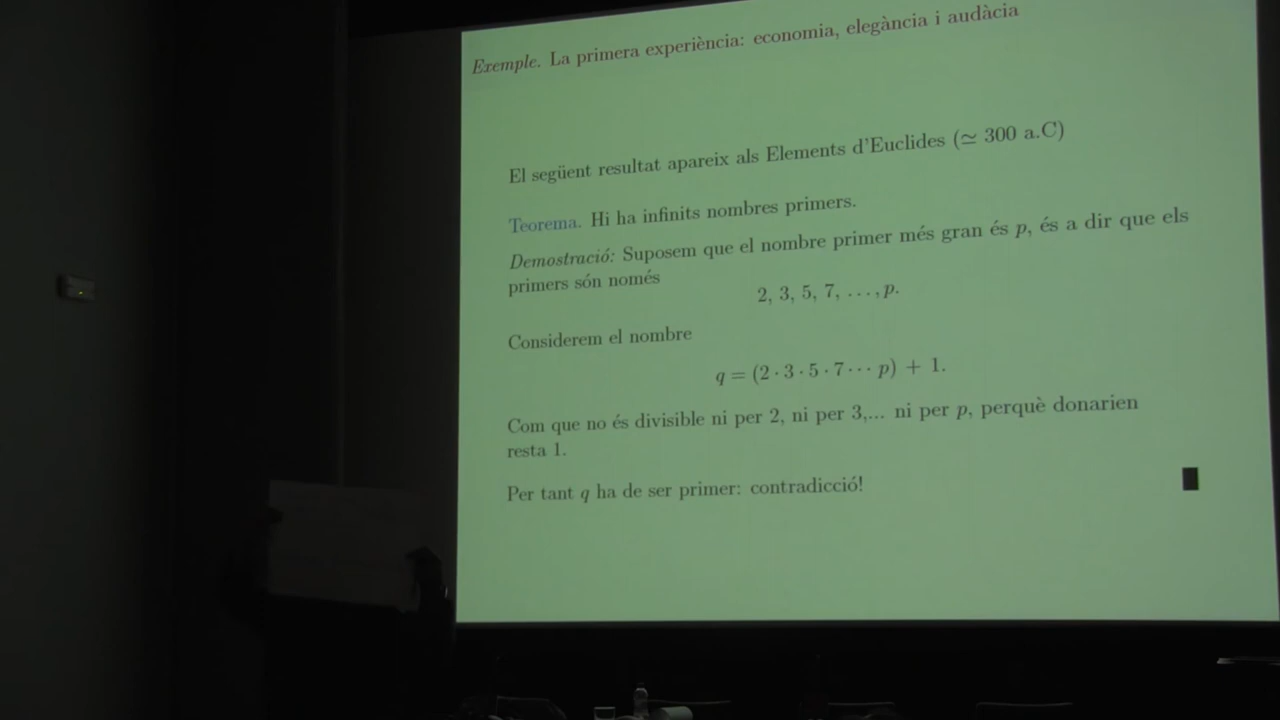 Exemple. La primera experiència: economia, elegància i audàcia
El següent resultat apareix als Elements d'Euclides (≃ 300 a.C)
Teorema. Hi ha infinits nombres primers.
Demostració: Suposem que el nombre primer més gran és p, és a dir que els
primers són només
2, 3, 5, 7, …, p.
Considerem el nombre
q = (2 · 3 · 5 · 7 ··· p) + 1.
Com que no és divisible ni per 2, ni per 3,... ni per p, perquè donarien
resta 1.
Per tant q ha de ser primer: contradicció!